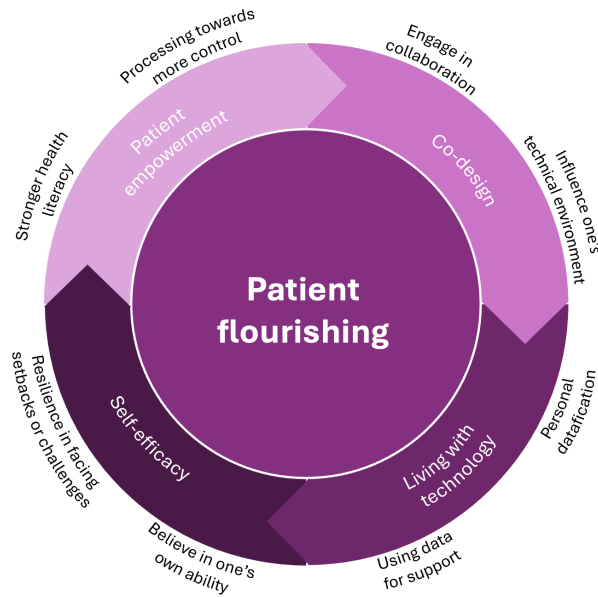 Processing towards
more control
Engage in
collaboration
Patient
empowerment
Co-design
Stronger health
literacy
Influence one's
technical environment
Patient
flourishing
Resilience in facing
setbacks or challenges
Self-efficacy
Living with
technology
Personal
datafication
Believe in one's
own ability
Using data
for support